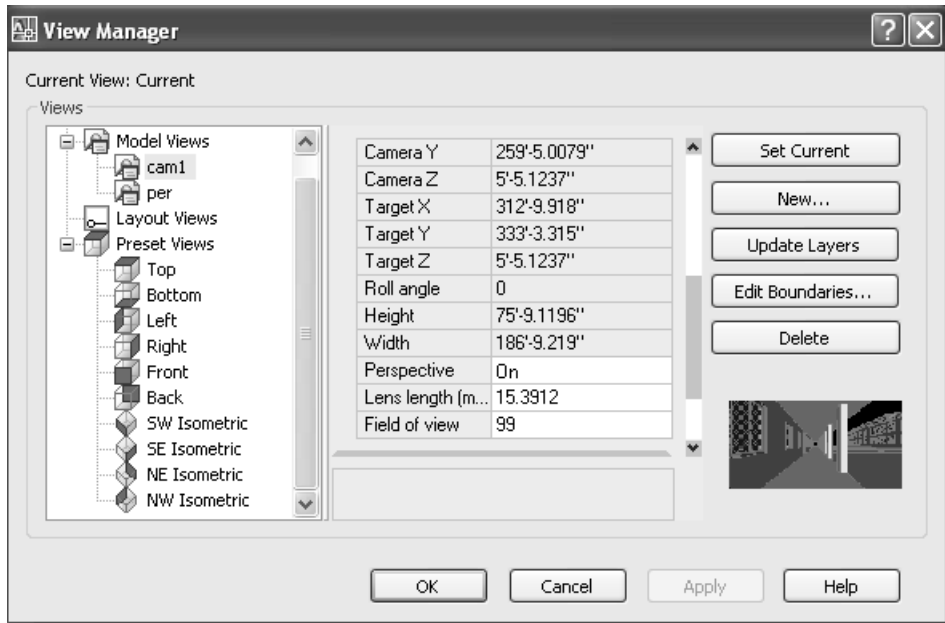 View Manager
Current View: Current
Views
Model Views
cam1
per
Layout Views
Preset Views
Top
Bottom
Left
Right
Front
Back
SW Isometric
SE Isometric
NE Isometric
NW Isometric
Camera Y 259'-5.0079"
Camera Z 5'-5.1237"
Target X 312'-9.918"
Target Y 333'-3.315"
Target Z 5'-5.1237"
Roll angle 0
Height 75'-9.1196"
Width 186'-9.219"
Perspective On
Lens length (m... 15.3912
Field of view 99
Set Current
New...
Update Layers
Edit Boundaries...
Delete
OK Cancel Apply Help